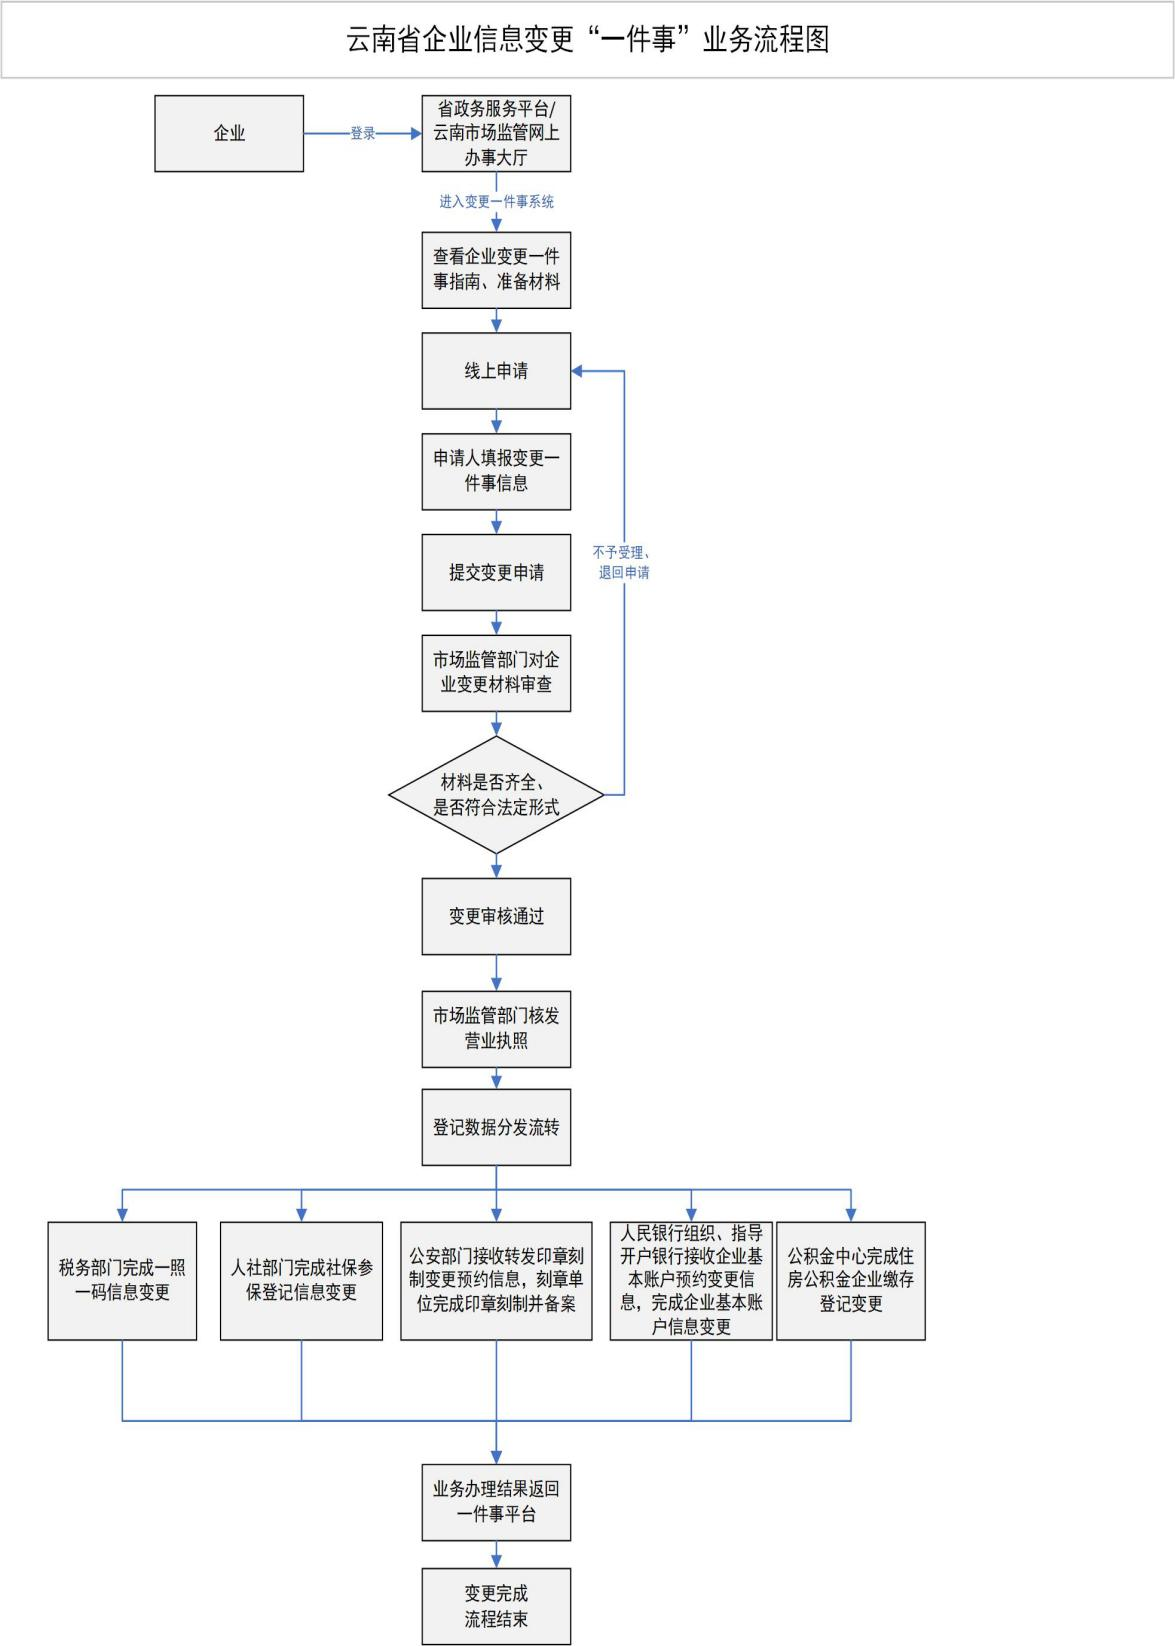 云南省企业信息变更“一件事”业务流程图
企业
登录
省政务服务平台/
云南市场监管网上
办事大厅
进入变更一件事系统
查看企业变更一件
事指南、准备材料
线上申请
申请人填报变更一
件事信息
不予受理、
退回申请
提交变更申请
市场监管部门对企
业变更材料审查
材料是否齐全、
是否符合法定形式
变更审核通过
市场监管部门核发
营业执照
登记数据分发流转
税务部门完成一照
一码信息变更
人社部门完成社保参
保登记信息变更
公安部门接收转发印章刻
制变更预约信息，刻章单
位完成印章刻制并备案
人民银行组织、指导
开户银行接收企业基
本账户预约变更信
息，完成企业基本账
户信息变更
公积金中心完成住
房公积金企业缴存
登记变更
业务办理结果返回
一件事平台
变更完成
流程结束